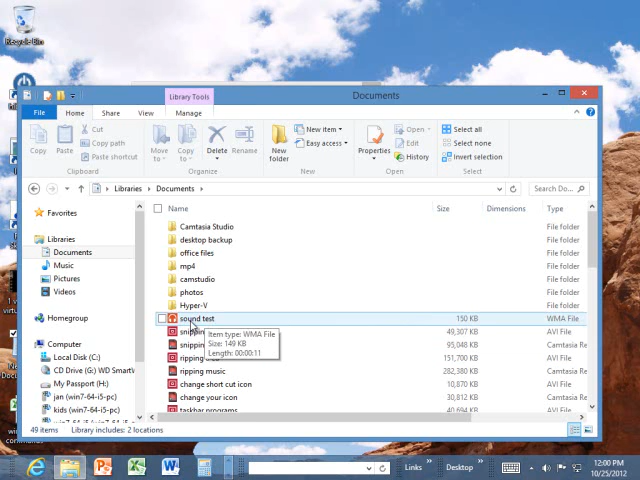 Recycle Bin
Library Tools
Documents
File
Home
Share
View
Manage
Copy
Paste
Cut
Copy path
Paste shortcut
Clipboard
Move to
Copy to
Delete
Rename
Organize
New folder
New item
Easy access
New
Properties
Open
Edit
History
Open
Select all
Select none
Invert selection
Select
Libraries
Documents
Search Do...
Favorites
Libraries
Documents
Music
Pictures
Videos
Homegroup
Computer
Local Disk (C:)
CD Drive (G:) WD SmartW
My Passport (H:)
jan (win7-64-i5-pc)
kids (win7-64-i5-pc)
Name
Size
Dimensions
Type
Camtasia Studio
File folder
desktop backup
File folder
office files
File folder
mp4
File folder
camstudio
File folder
photos
File folder
Hyper-V
File folder
sound test
150 KB
WMA File
49,307 KB
AVI File
95,048 KB
Camtasia Re
151,700 KB
AVI File
ripping music
282,380 KB
Camtasia Re
change short cut icon
10,870 KB
AVI File
change your icon
30,812 KB
Camtasia Re
taskbar programs
40,694 KB
AVI File
Item type: WMA File
Size: 149 KB
Length: 00:00:11
49 items
Library includes: 2 locations
Links
Desktop
12:00 PM
10/25/2012